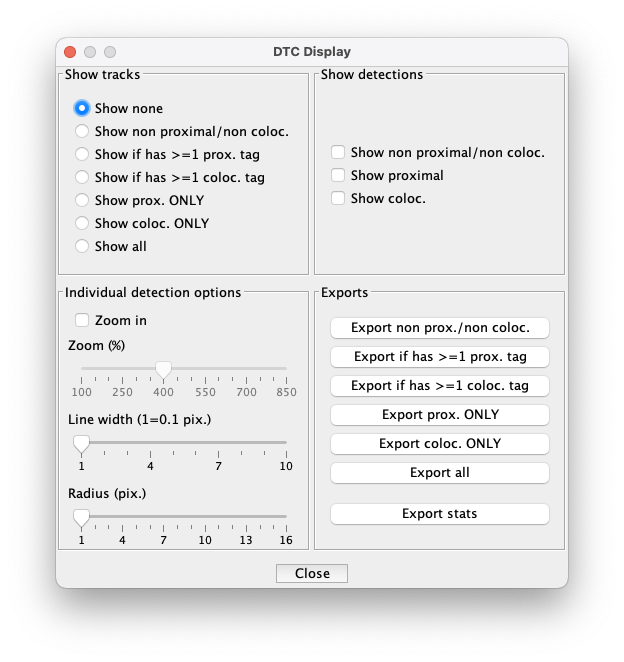 DTC Display
Show tracks
Show none
Show non proximal/non coloc.
Show if has >=1 prox. tag
Show if has >=1 coloc. tag
Show prox. ONLY
Show coloc. ONLY
Show all
Show detections
Show non proximal/non coloc.
Show proximal
Show coloc.
Individual detection options
Zoom in
Zoom (%)
100 250 400 550 700 850
Line width (1=0.1 pix.)
1 4 7 10
Radius (pix.)
1 4 7 10 13 16
Exports
Export non prox./non coloc.
Export if has >=1 prox. tag
Export if has >=1 coloc. tag
Export prox. ONLY
Export coloc. ONLY
Export all
Export stats
Close